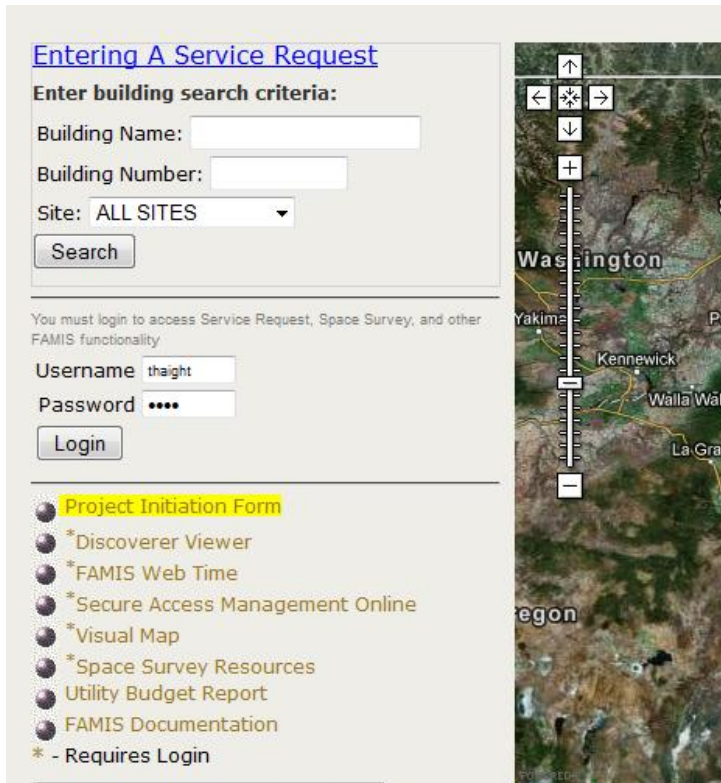 Entering A Service Request
Enter building search criteria:
Building Name:
Building Number:
Site: ALL SITES
Search
You must login to access Service Request, Space Survey, and other
FAMIS functionality
Username thaight
Password ••••
Login
Project Initiation Form
*Discoverer Viewer
*FAMIS Web Time
*Secure Access Management Online
*Visual Map
*Space Survey Resources
Utility Budget Report
FAMIS Documentation
* - Requires Login
Washington
Yakima
P
Kennewick
Walla Wal
La Gra
egon
POWERED